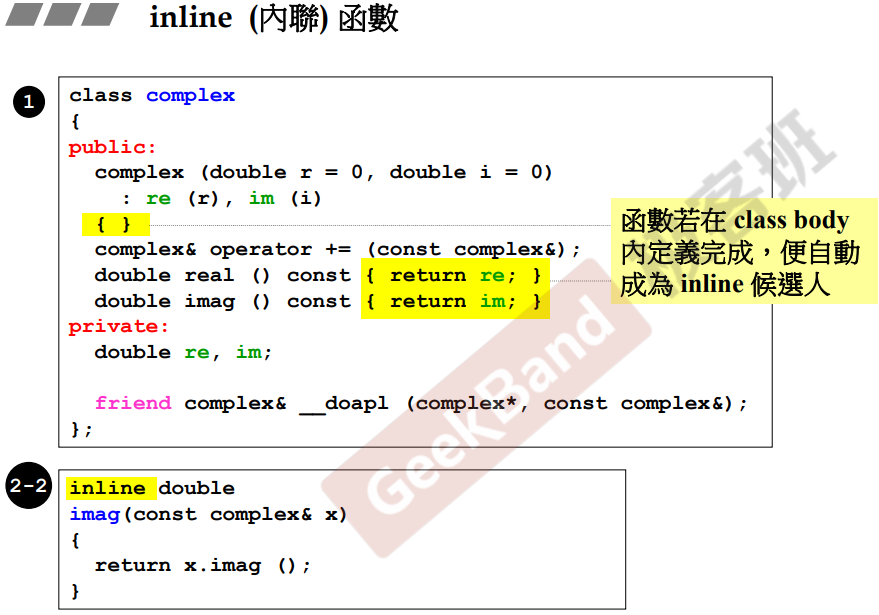 inline (內聯) 函數
1
class complex
{
public:
  complex (double r = 0, double i = 0)
    : re (r), im (i)
  { }
  complex& operator += (const complex&);
  double real () const { return re; }
  double imag () const { return im; }
private:
  double re, im;
  friend complex& __doapl (complex*, const complex&);
};
函數若在 class body
內定義完成，便自動
成為 inline 候選人
GeekBand
客班
2-2
inline double
imag(const complex& x)
{
  return x.imag ();
}